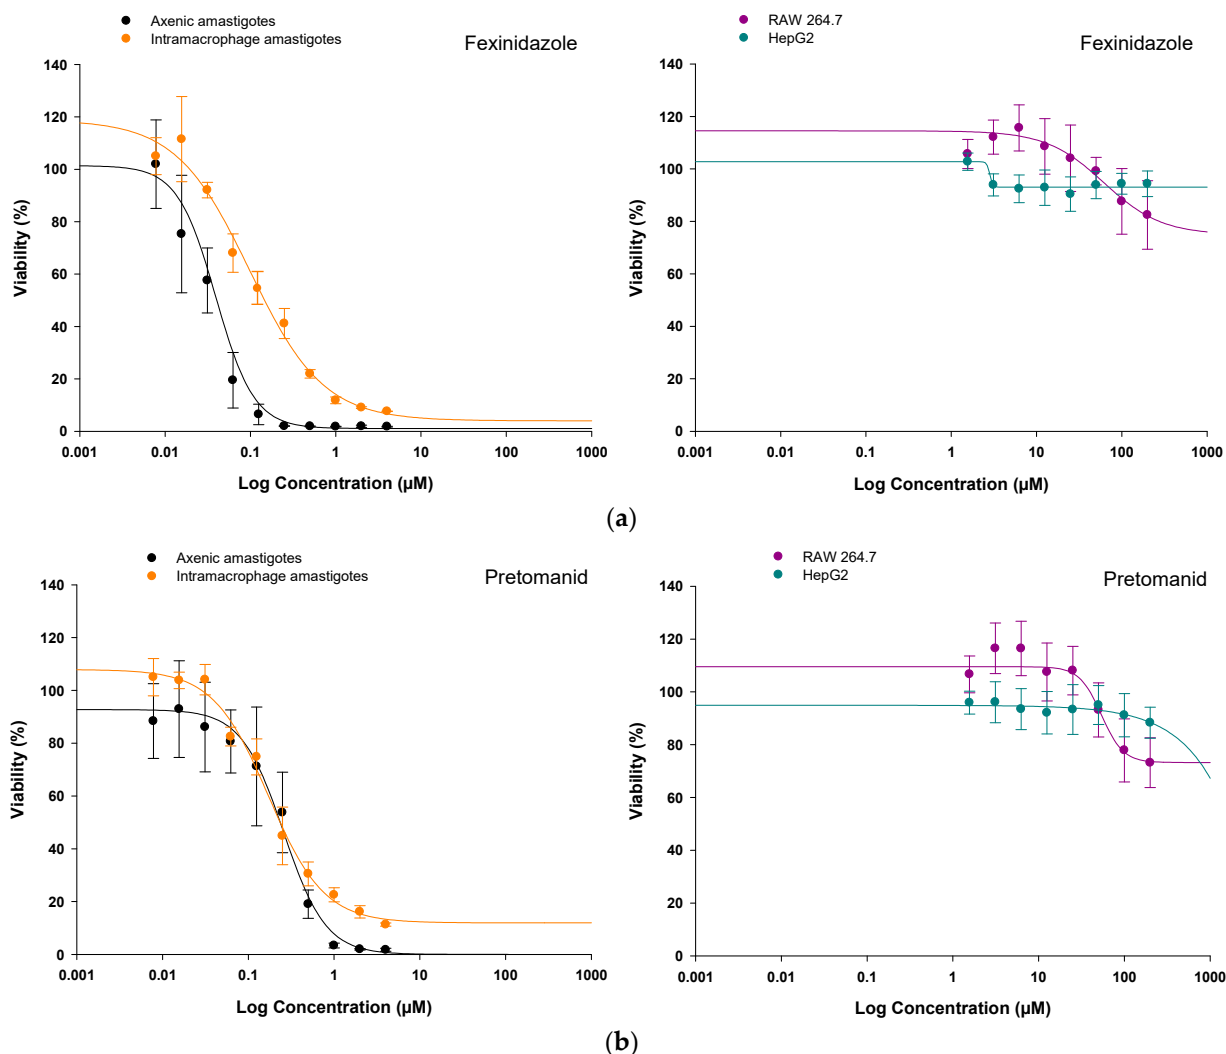 Axenic amastigotes
Intramacrophage amastigotes
Fexinidazole
140
120
100
80
60
40
20
0
Viability (%)
0.001 0.01 0.1 1 10 100 1000
Log Concentration (µM)
RAW 264.7
HepG2
Fexinidazole
140
120
100
80
60
40
20
0
Viability (%)
0.001 0.01 0.1 1 10 100 1000
Log Concentration (µM)
(a)
Axenic amastigotes
Intramacrophage amastigotes
Pretomanid
140
120
100
80
60
40
20
0
Viability (%)
0.001 0.01 0.1 1 10 100 1000
Log Concentration (µM)
RAW 264.7
HepG2
Pretomanid
140
120
100
80
60
40
20
0
Viability (%)
0.001 0.01 0.1 1 10 100 1000
Log Concentration (µM)
(b)